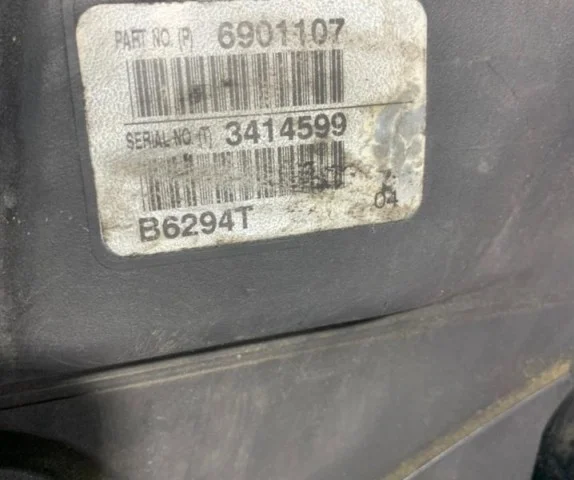 PART NO. (P) 6901107
SERIAL NO. (T) 3414599
B6294T
04